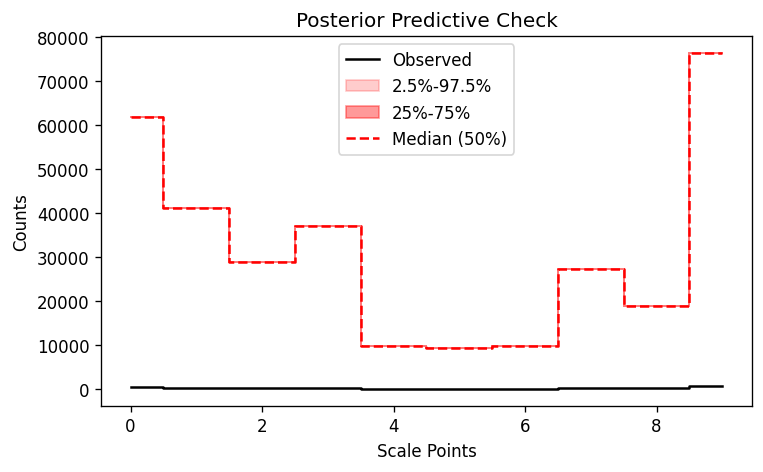 Posterior Predictive Check
80000
70000
60000
50000
40000
30000
20000
10000
0
Counts
Observed
2.5%-97.5%
25%-75%
Median (50%)
0 2 4 6 8
Scale Points